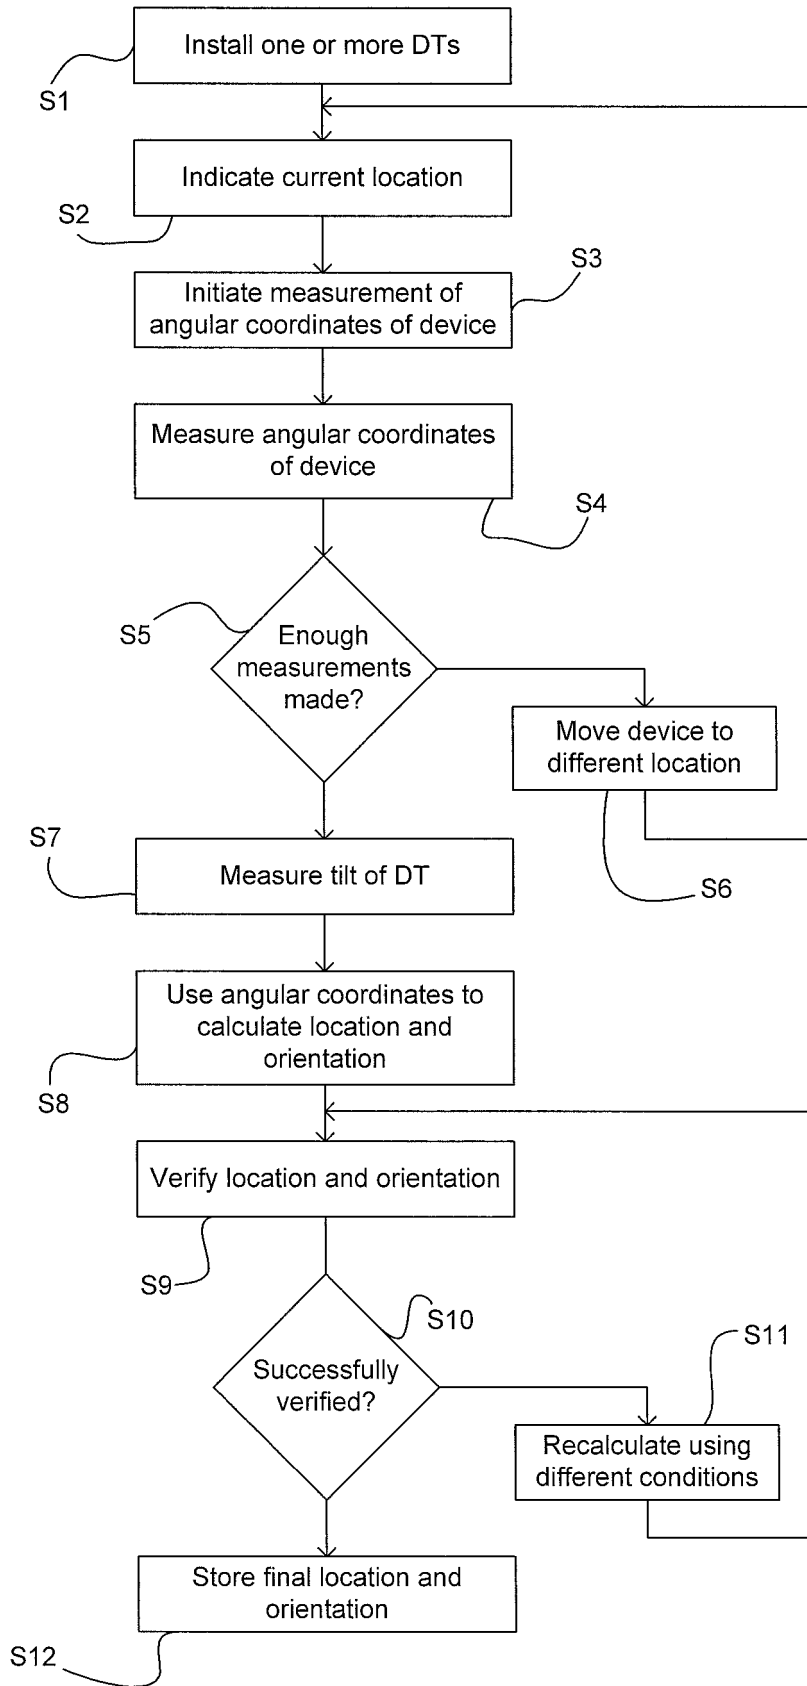 Install one or more DTs
S1
Indicate current location
S2
S3
Initiate measurement of
angular coordinates of device
Measure angular coordinates
of device
S4
S5
Enough
measurements
made?
Move device to
different location
S6
S7
Measure tilt of DT
Use angular coordinates to
calculate location and
orientation
S8
Verify location and orientation
S9
S10
Successfully
verified?
S11
Recalculate using
different conditions
Store final location and
orientation
S12